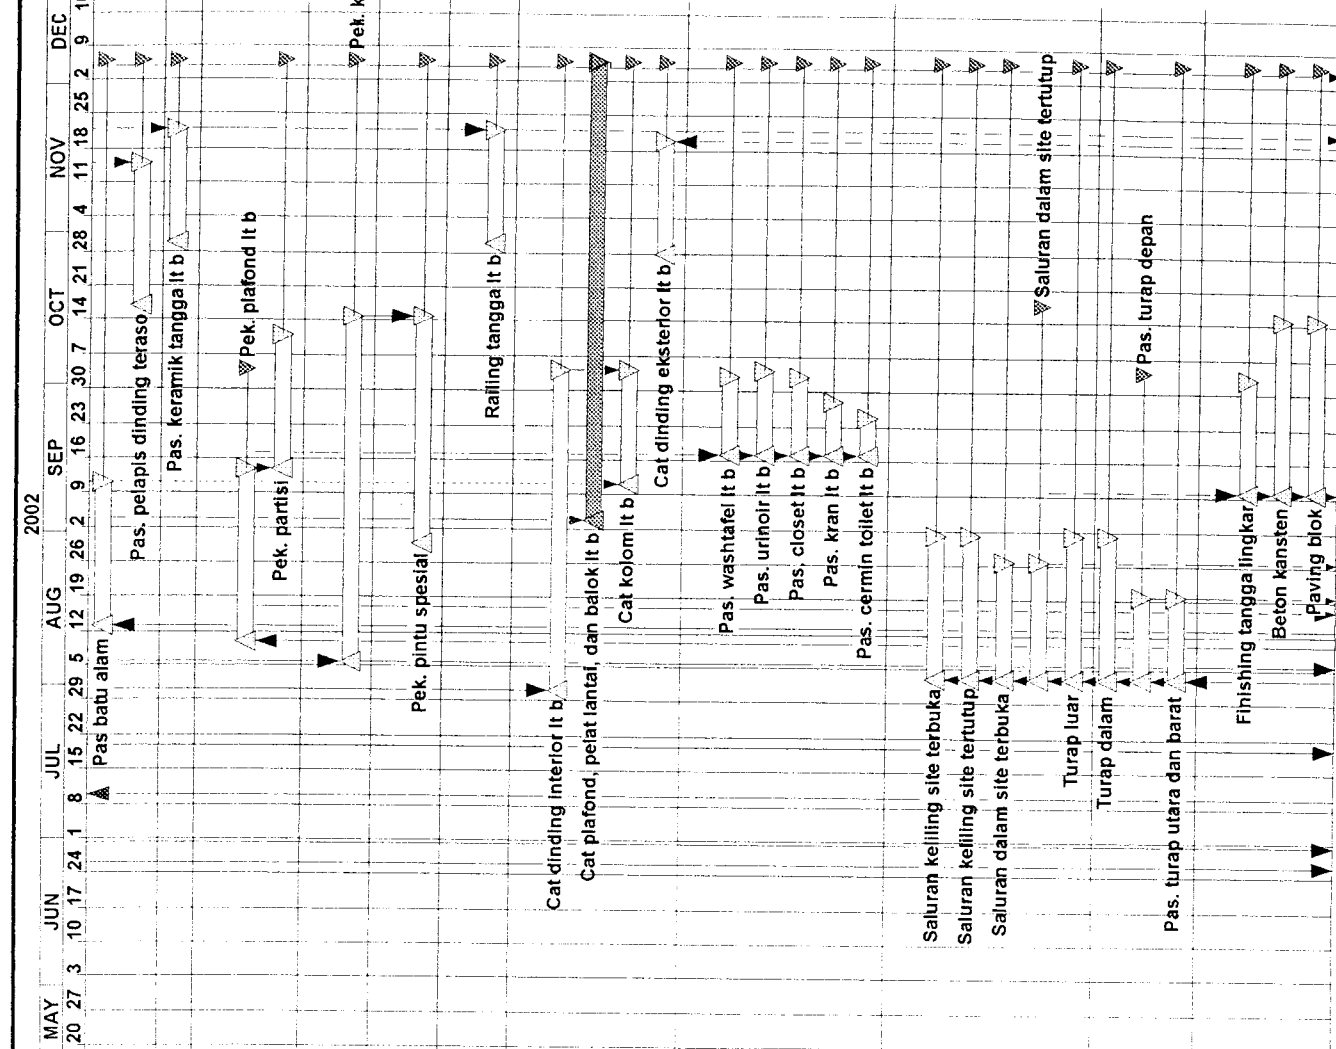 2002
MAY JUN JUL AUG SEP OCT NOV DEC
20 27 3 10 17 24 1 8 15 22 29 5 12 19 26 2 9 16 23 30 7 14 21 28 4 11 18 25 2 9
Pas batu alam
Pas. pelapis dinding teraso
Pas. keramik tangga lt b
Pek. plafond lt b
Pek. partisi
Pek. k
Pek. pintu spesial
Railing tangga lt b
Cat dinding interior lt b
Cat plafond, pelat lantai, dan balok lt b
Cat kolom lt b
Cat dinding eksterior lt b
Pas. washtafel lt b
Pas. urinoir lt b
Pas. closet lt b
Pas. kran lt b
Pas. cermin toilet lt b
Saluran keliling site terbuka
Saluran keliling site tertutup
Saluran dalam site terbuka
Saluran dalam site tertutup
Turap luar
Turap dalam
Pas. turap depan
Pas. turap utara dan barat
Finishing tangga lingkar
Beton kansten
Paving blok